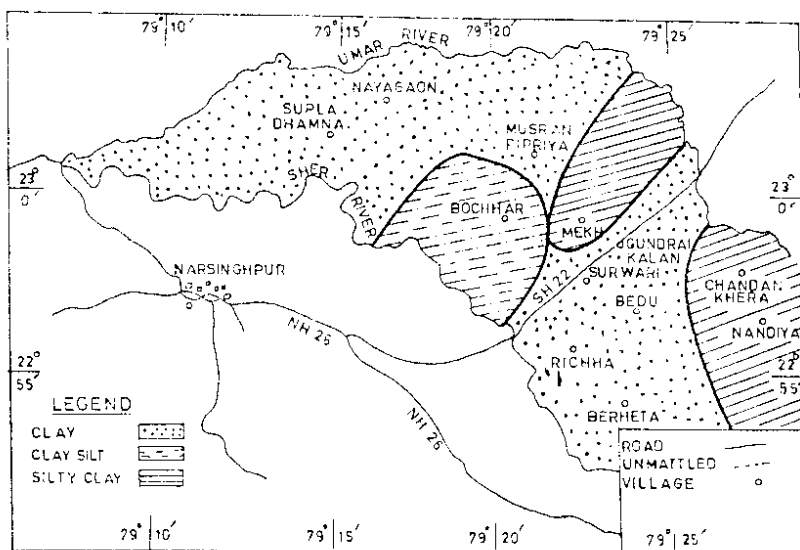 79° 10′
79° 15′
79° 20′
79° 25′
UMAR RIVER
NAYAGAON
SUPLA
DHAMNA
MUSRAN
PIPRIYA
SHER
RIVER
23°
0′
23°
0′
BOCHHAR
MEKH
GUNDRAI
KALAN
SURWARI
SH 22
CHANDAN
KHERA
BEDU
NANDIYA
NARSINGHPUR
NH 26
RICHHA
22°
55′
22°
55′
BERHETA
NH 26
LEGEND
CLAY
CLAY SILT
SILTY CLAY
ROAD
UNMATTLED
VILLAGE
79° 10′
79° 15′
79° 20′
79° 25′